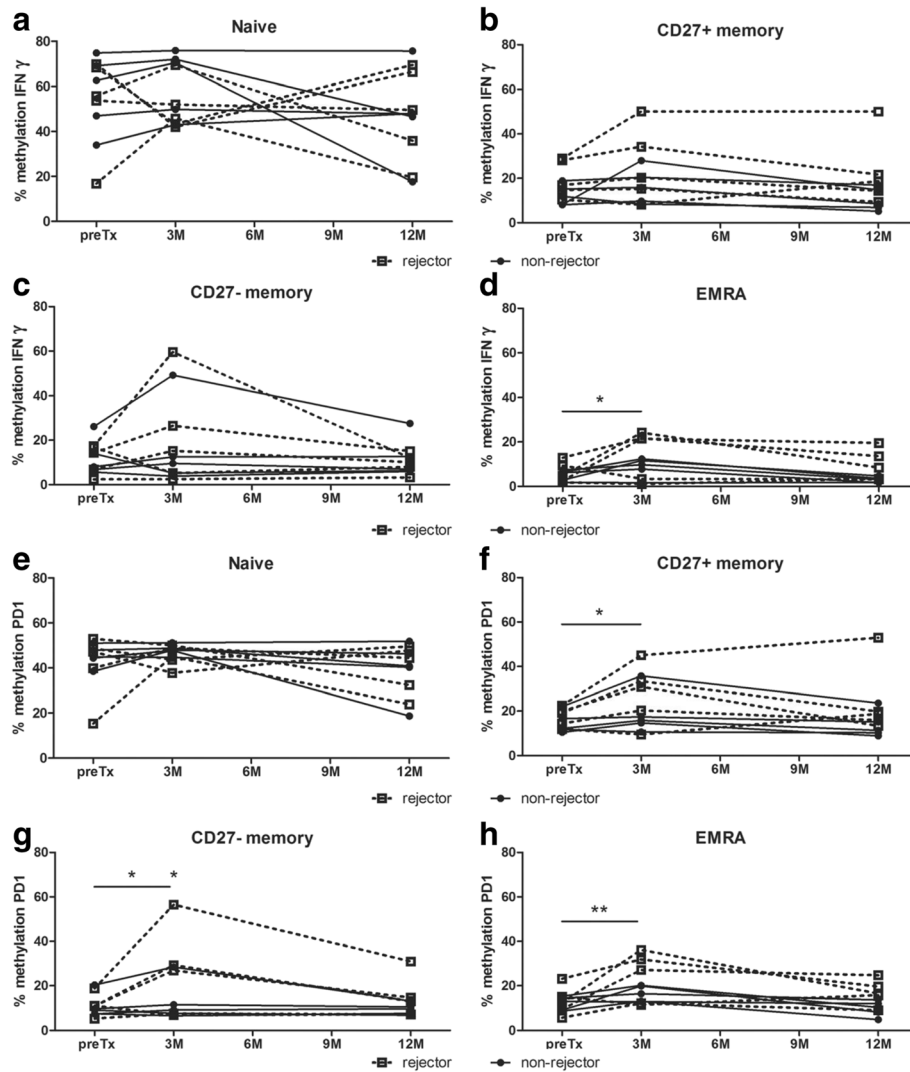 a
Naive
% methylation IFN γ
80
60
40
20
0
preTx 3M 6M 9M 12M
b
CD27+ memory
% methylation IFN γ
80
60
40
20
0
preTx 3M 6M 9M 12M
rejector non-rejector
c
CD27- memory
% methylation IFN γ
80
60
40
20
0
preTx 3M 6M 9M 12M
d
EMRA
% methylation IFN γ
80
60
40
20
0
*
preTx 3M 6M 9M 12M
rejector non-rejector
e
Naive
% methylation PD1
80
60
40
20
0
preTx 3M 6M 9M 12M
f
CD27+ memory
% methylation PD1
80
60
40
20
0
*
preTx 3M 6M 9M 12M
rejector non-rejector
g
CD27- memory
% methylation PD1
80
60
40
20
0
* *
preTx 3M 6M 9M 12M
h
EMRA
% methylation PD1
80
60
40
20
0
**
preTx 3M 6M 9M 12M
rejector non-rejector